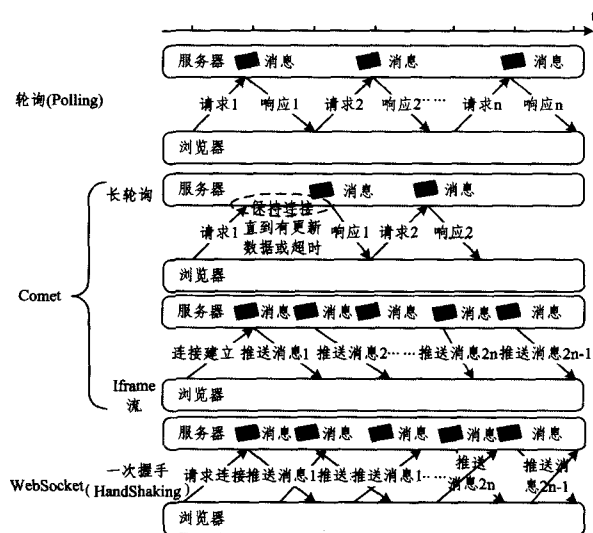 t
服务器 消息 消息 消息
轮询(Polling) 请求1 响应1 请求2 响应2…… 请求n 响应n
浏览器
长轮询 服务器 消息 消息
保持连接
请求1 直到有更新 响应1 请求2 响应2
数据或超时
浏览器
Comet
服务器 消息 消息 消息 消息 消息
连接建立 推送消息1 推送消息2…… 推送消息2n 推送消息2n-1
Iframe
流
浏览器
服务器 消息 消息 消息 消息 消息
一次握手
WebSocket(HandShaking) 请求连接推送消息1推送推送消息1…… 推送
消息2n
推送消
息2n-1
浏览器